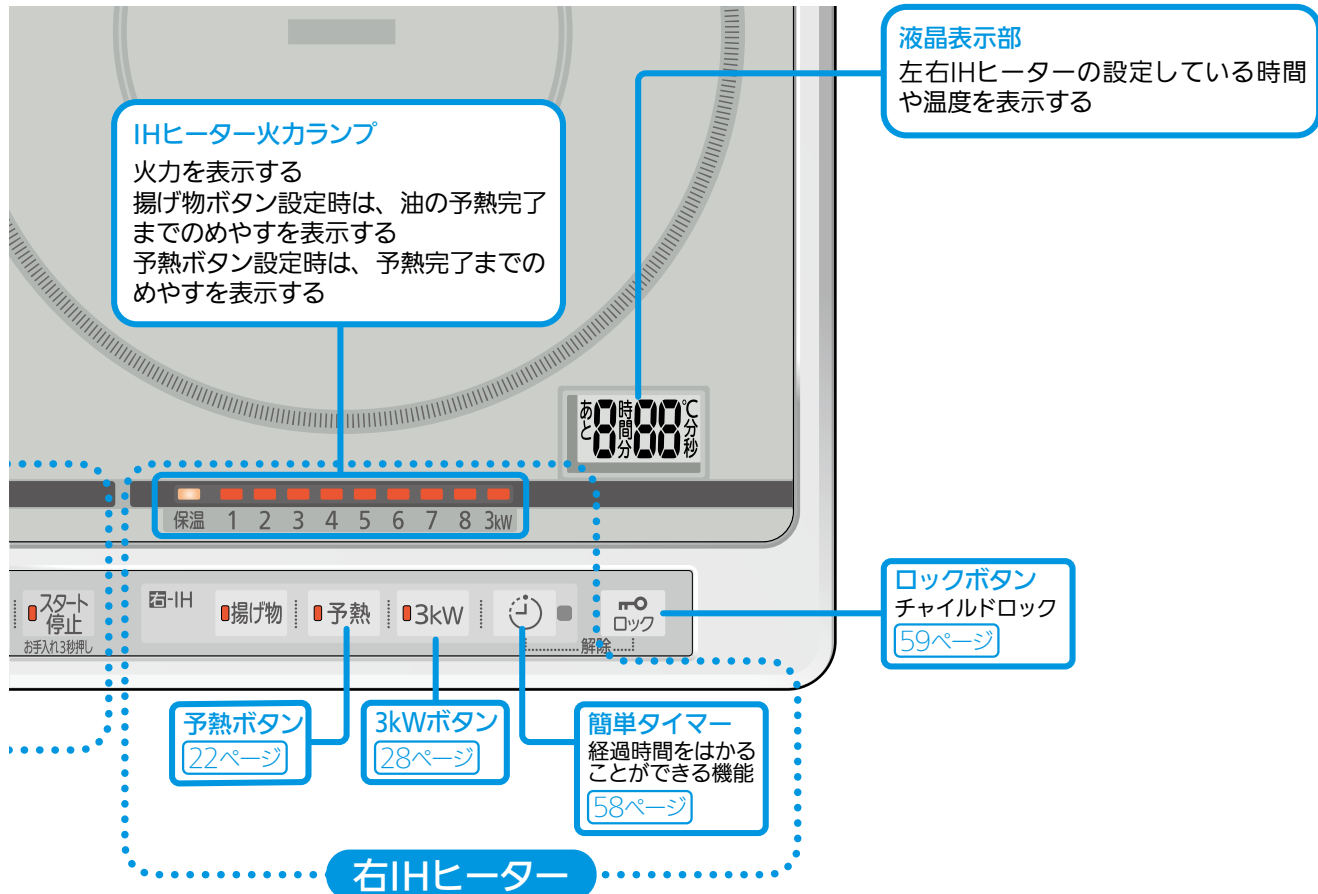 液晶表示部
左右IHヒーターの設定している時間
や温度を表示する
IHヒーター火力ランプ
火力を表示する
揚げ物ボタン設定時は、油の予熱完了
までのめやすを表示する
予熱ボタン設定時は、予熱完了までの
めやすを表示する
あと8時間分88℃分秒
保温 1 2 3 4 5 6 7 8 3kW
スタート
停止
お手入れ3秒押し
右-IH 揚げ物 予熱 3kW
ロック
解除
ロックボタン
チャイルドロック
59ページ
予熱ボタン
22ページ
3kWボタン
28ページ
簡単タイマー
経過時間をはかる
ことができる機能
58ページ
右IHヒーター